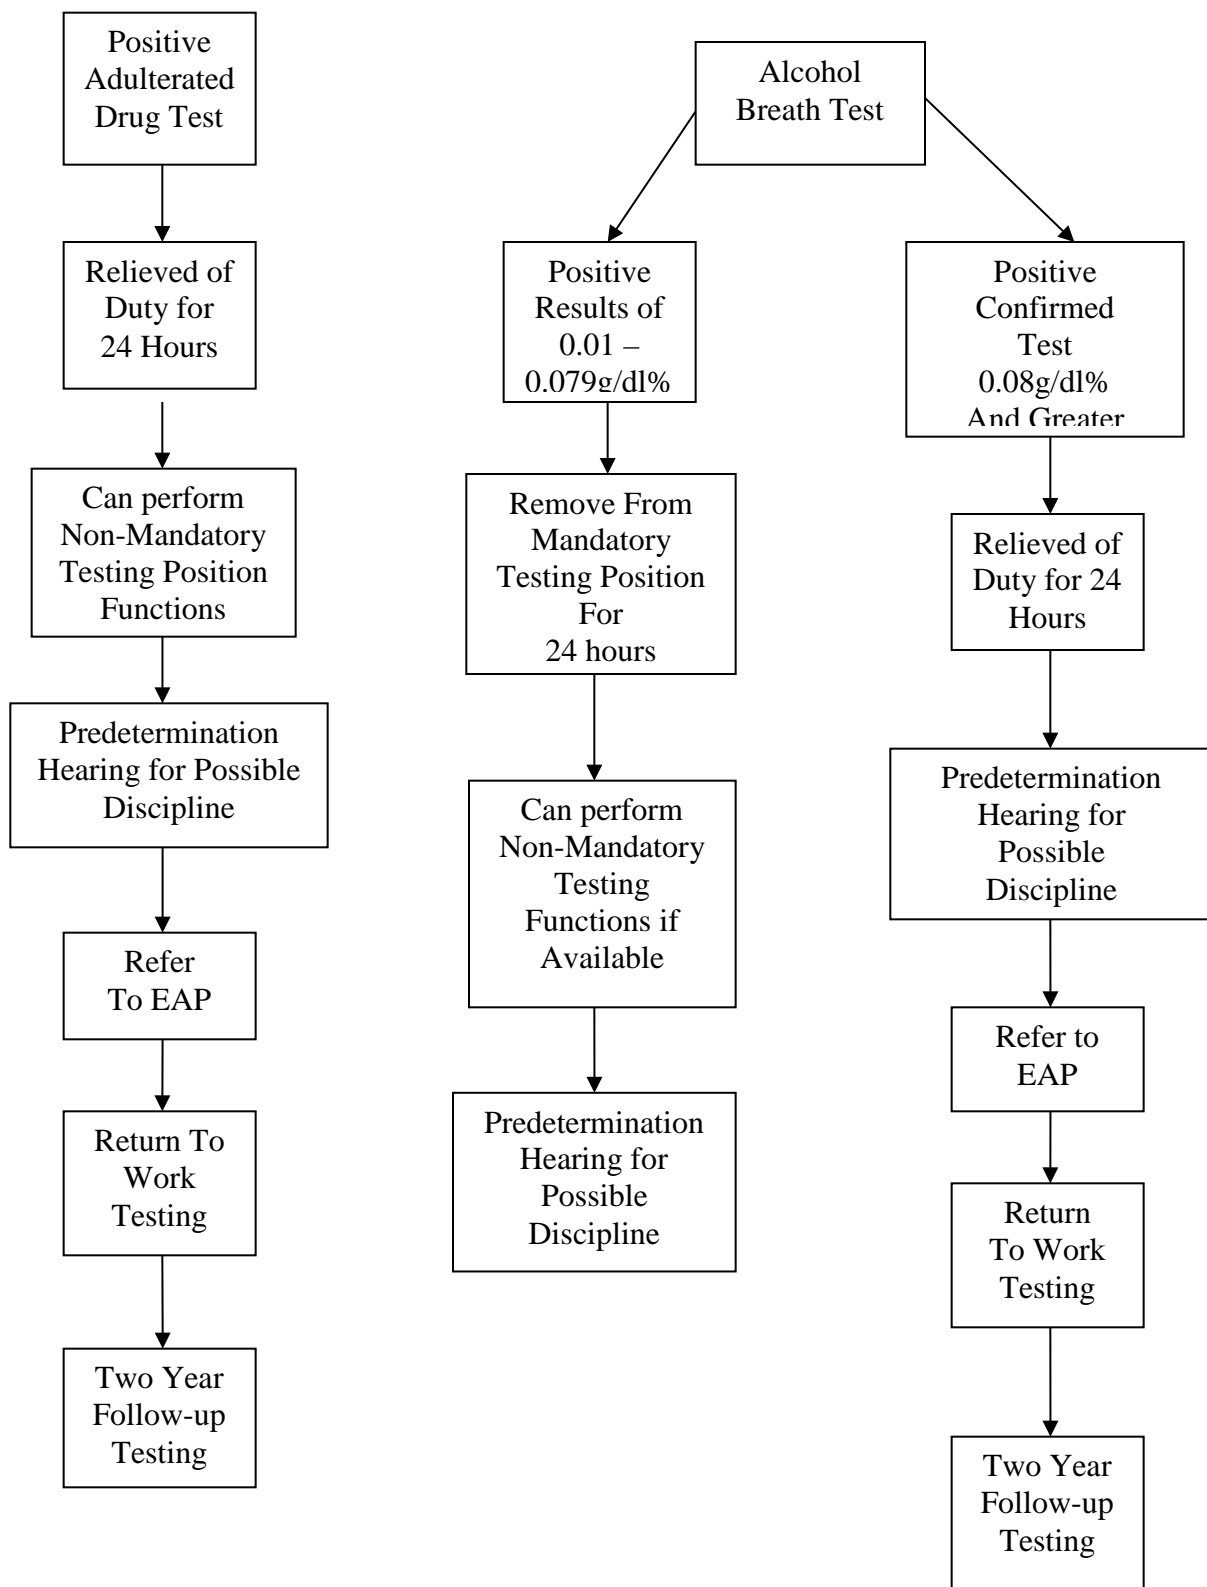 Positive
Adulterated
Drug Test
Relieved of
Duty for
24 Hours
Can perform
Non-Mandatory
Testing Position
Functions
Predetermination
Hearing for Possible
Discipline
Refer
To EAP
Return To
Work
Testing
Two Year
Follow-up
Testing
Alcohol
Breath Test
Positive
Results of
0.01 –
0.079g/dl%
Remove From
Mandatory
Testing Position
For
24 hours
Can perform
Non-Mandatory
Testing
Functions if
Available
Predetermination
Hearing for
Possible
Discipline
Positive
Confirmed
Test
0.08g/dl%
And Greater
Relieved of
Duty for 24
Hours
Predetermination
Hearing for
Possible
Discipline
Refer to
EAP
Return
To Work
Testing
Two Year
Follow-up
Testing